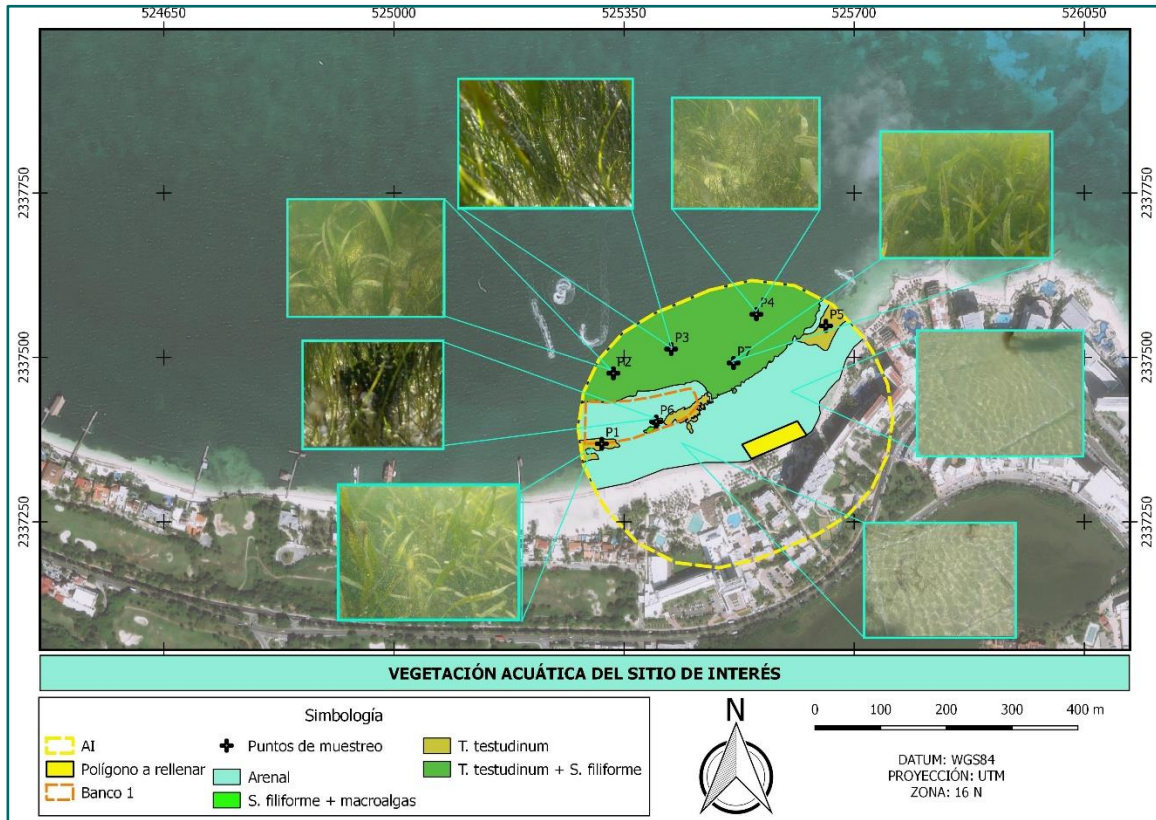 524650 525000 525350 525700 526050
2337750 2337750
P4
P5
P3
P7
2337500 2337500
P2
P6
P1
2337250 2337250
VEGETACIÓN ACUÁTICA DEL SITIO DE INTERÉS
Simbología
AI
Polígono a rellenar
Banco 1
Puntos de muestreo
Arenal
S. filiforme + macroalgas
T. testudinum
T. testudinum + S. filiforme
N
0 100 200 300 400 m
DATUM: WGS84
PROYECCIÓN: UTM
ZONA: 16 N